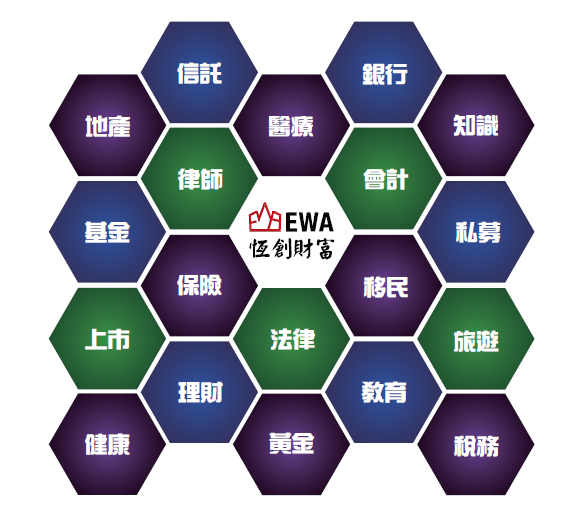 信託
銀行
地產
醫療
知識
律師
會計
基金
EWA
恆創財富
私募
保險
移民
上市
法律
旅遊
理財
教育
健康
黃金
稅務